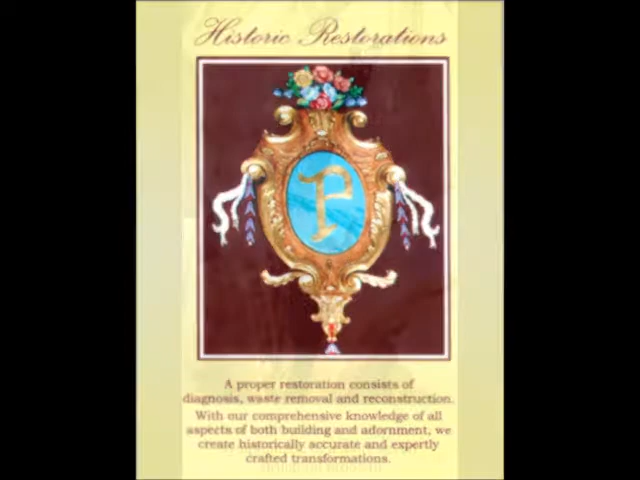 Historic Restorations
P
A proper restoration consists of
diagnosis, waste removal and reconstruction.
With our comprehensive knowledge of all
aspects of both building and adornment, we
create historically accurate and expertly
crafted transformations.